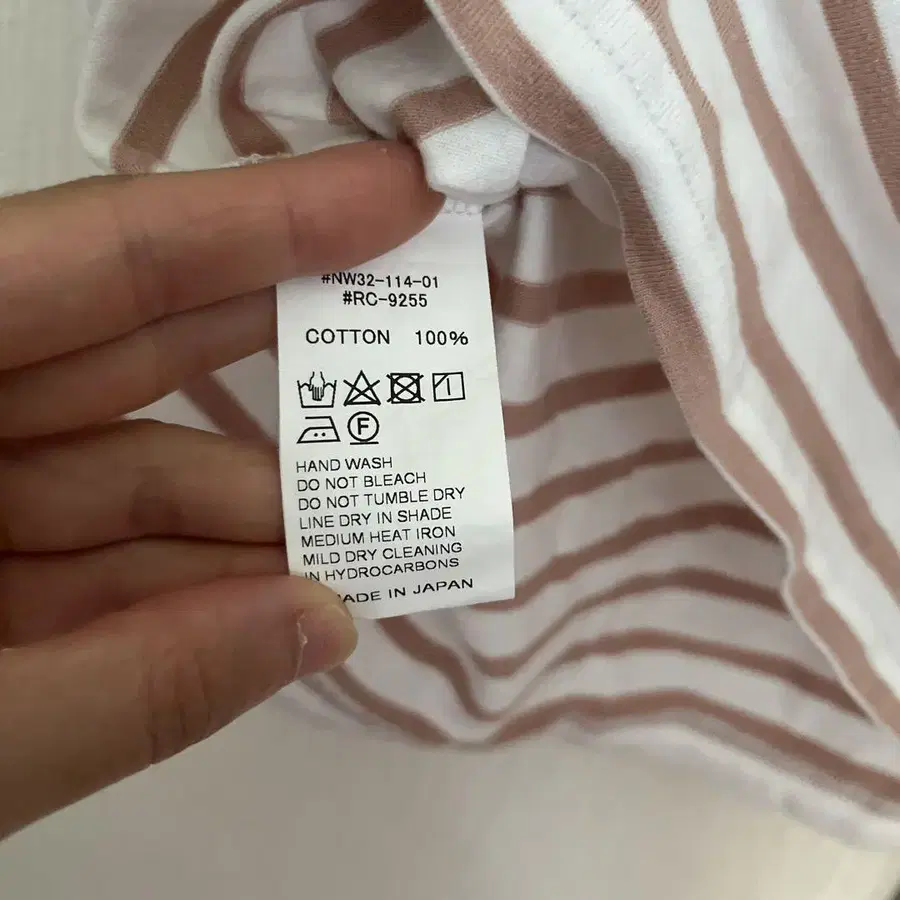 #NW32-114-01
#RC-9255
COTTON 100%
F
HAND WASH
DO NOT BLEACH
DO NOT TUMBLE DRY
LINE DRY IN SHADE
MEDIUM HEAT IRON
MILD DRY CLEANING
IN HYDROCARBONS
ADE IN JAPAN